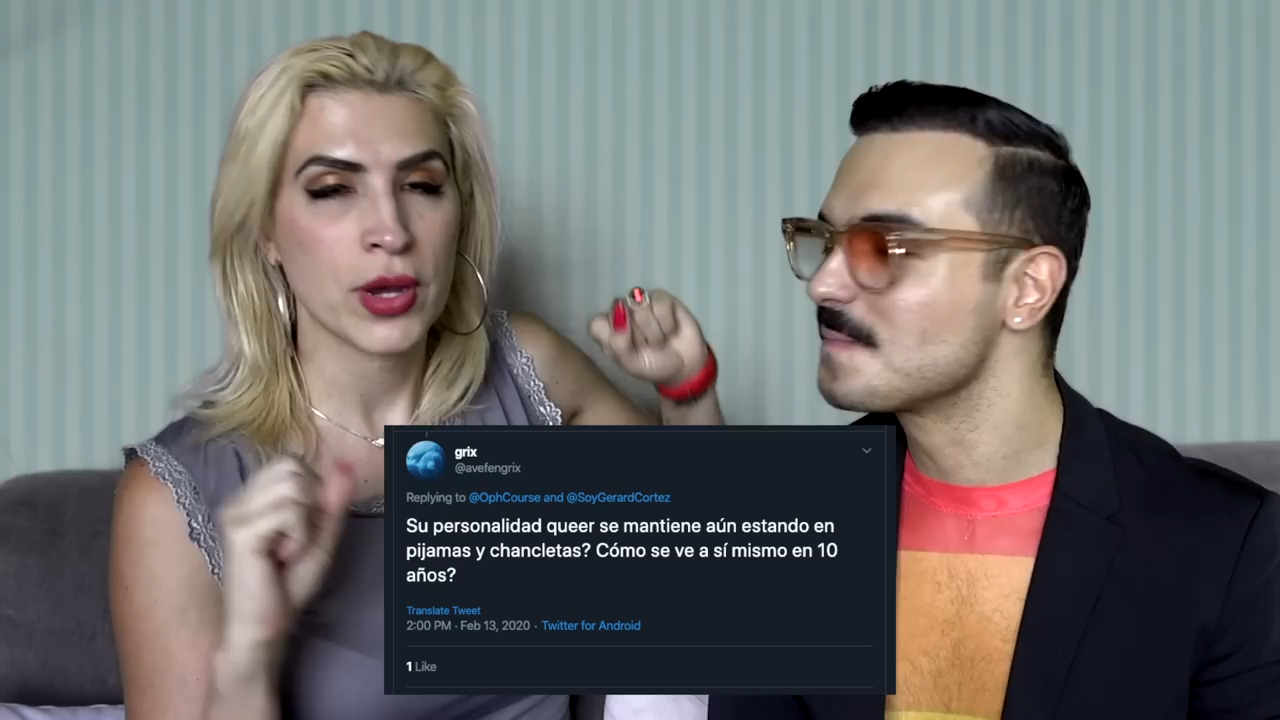 grix
@avefengrix
Replying to @OphCourse and @SoyGerardCortez
Su personalidad queer se mantiene aún estando en
pijamas y chancletas? Cómo se ve a sí mismo en 10
años?
Translate Tweet
2:00 PM · Feb 13, 2020 · Twitter for Android
1 Like